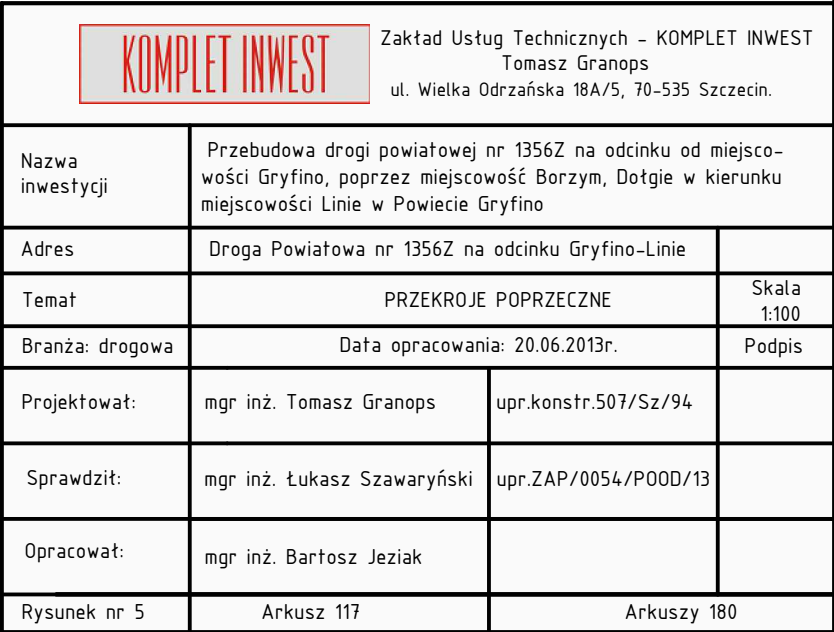 KOMPLET INWEST
Zakład Usług Technicznych - KOMPLET INWEST
Tomasz Granops
ul. Wielka Odrzańska 18A/5, 70-535 Szczecin.
Nazwa
inwestycji
Przebudowa drogi powiatowej nr 1356Z na odcinku od miejsco-
wości Gryfino, poprzez miejscowość Borzym, Dołgie w kierunku
miejscowości Linie w Powiecie Gryfino
Adres
Droga Powiatowa nr 1356Z na odcinku Gryfino-Linie
Temat
PRZEKROJE POPRZECZNE
Skala
1:100
Branża: drogowa
Data opracowania: 20.06.2013r.
Podpis
Projektował:
mgr inż. Tomasz Granops
upr.konstr.507/Sz/94
Sprawdził:
mgr inż. Łukasz Szawaryński
upr.ZAP/0054/POOD/13
Opracował:
mgr inż. Bartosz Jeziak
Rysunek nr 5
Arkusz 117
Arkuszy 180